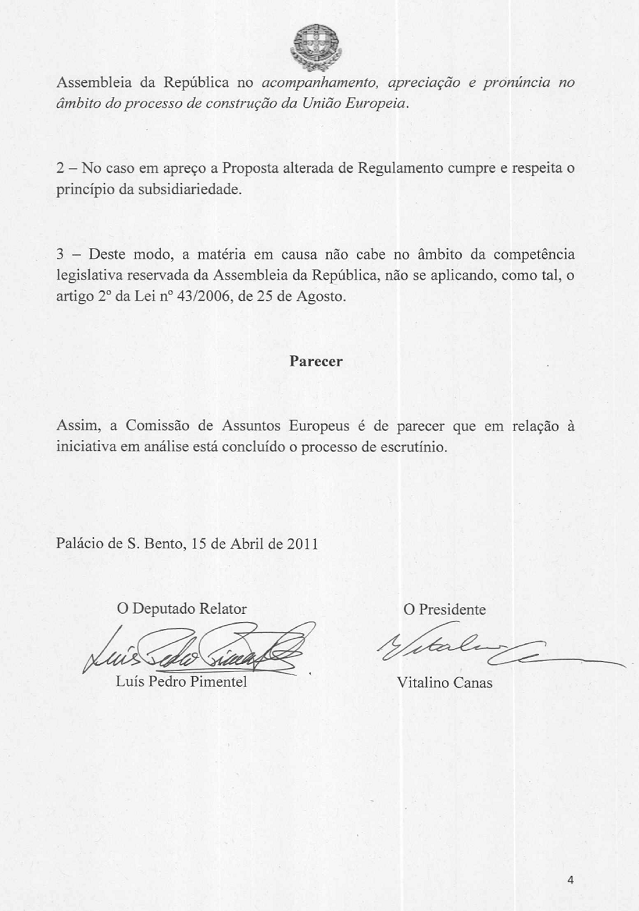 Assembleia da República no acompanhamento, apreciação e pronúncia no
âmbito do processo de construção da União Europeia.
2 – No caso em apreço a Proposta alterada de Regulamento cumpre e respeita o
princípio da subsidiariedade.
3 – Deste modo, a matéria em causa não cabe no âmbito da competência
legislativa reservada da Assembleia da República, não se aplicando, como tal, o
artigo 2º da Lei nº 43/2006, de 25 de Agosto.
Parecer
Assim, a Comissão de Assuntos Europeus é de parecer que em relação à
iniciativa em análise está concluído o processo de escrutínio.
Palácio de S. Bento, 15 de Abril de 2011
O Deputado Relator
Luís Pedro Pimentel
Luís Pedro Pimentel
O Presidente
Vitalino
Vitalino Canas
4